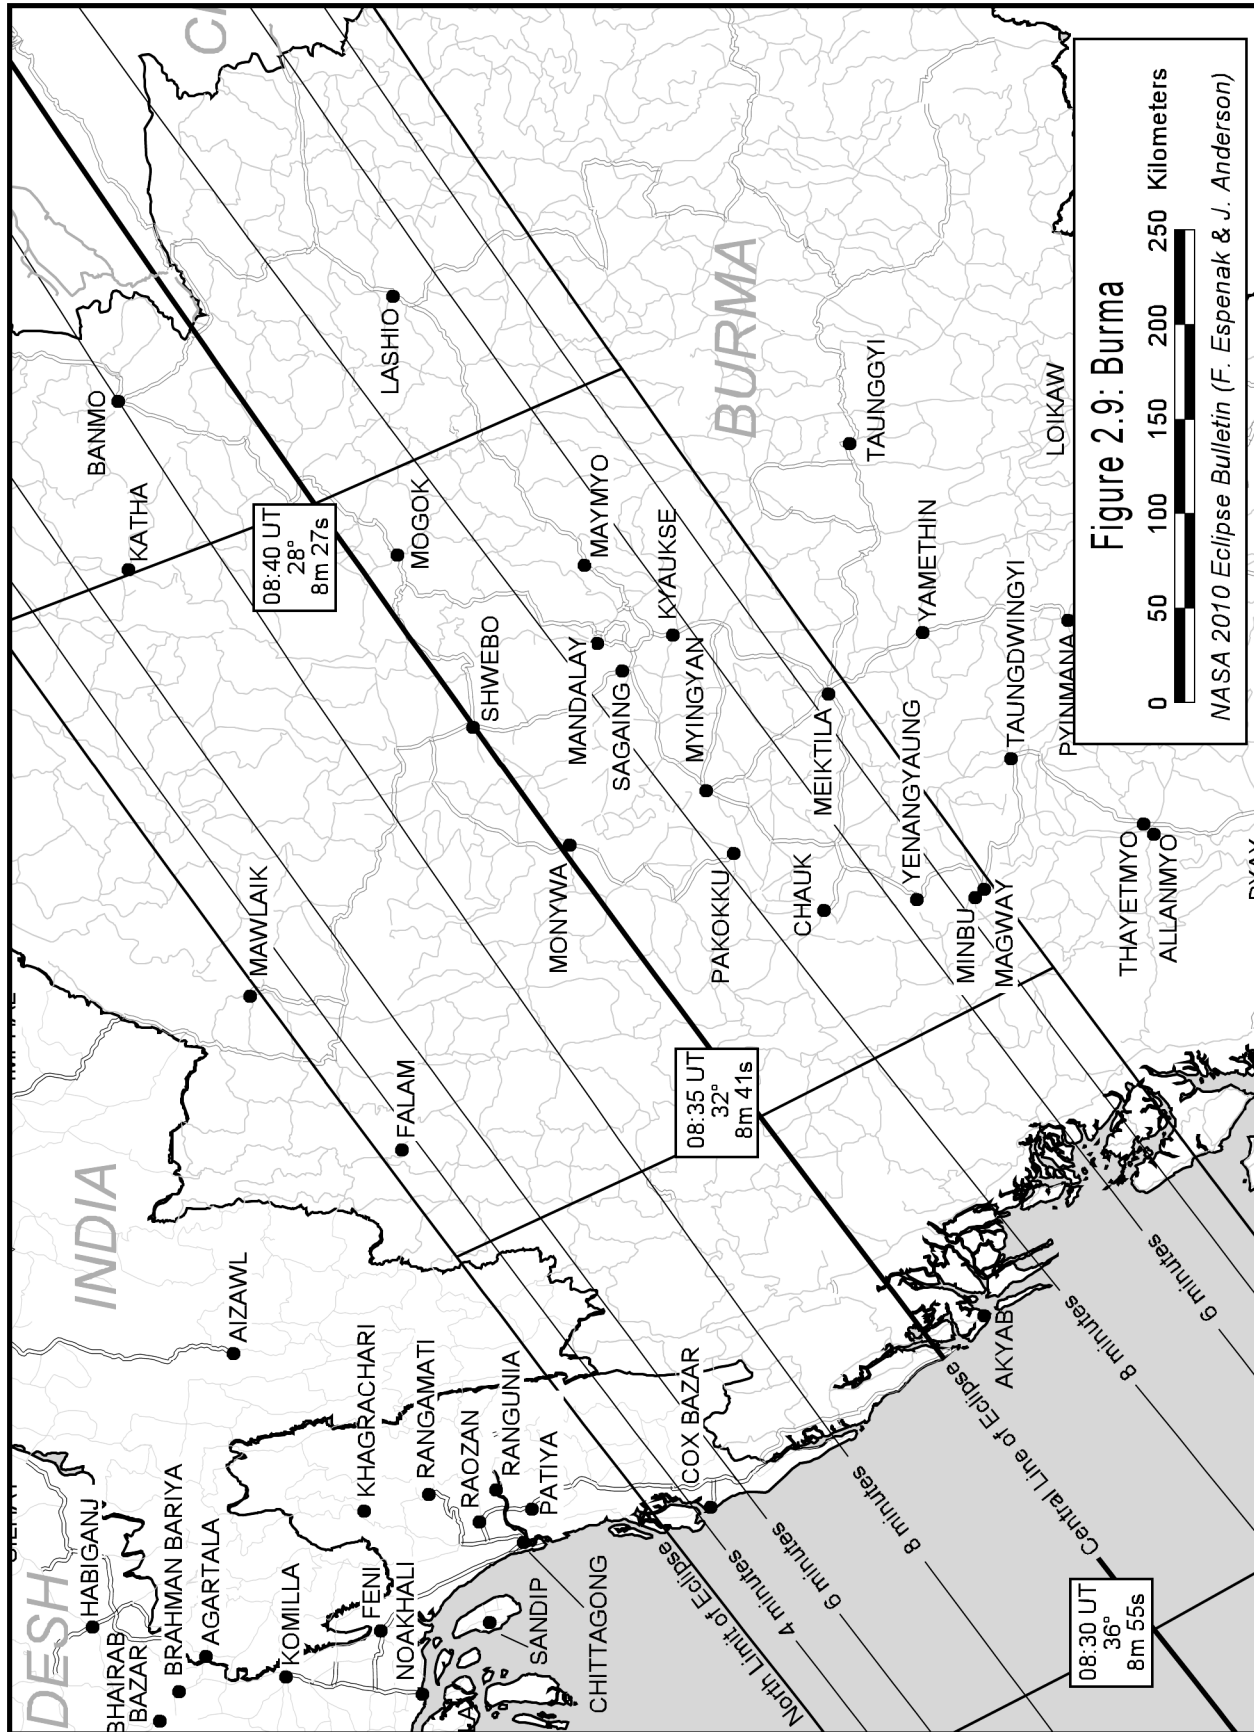 DESH
INDIA
BURMA
HABIGANJ
BHAIRAB
BAZAR
BRAHMAN BARIYA
AGARTALA
KOMILLA
FENI
NOAKHALI
KHAGRACHARI
RANGAMATI
RAOZAN
RANGUNIA
PATIYA
SANDIP
CHITTAGONG
COX BAZAR
AIZAWL
FALAM
MAWLAIK
KATHA
BANMO
LASHIO
MOGOK
SHWEBO
MONYWA
MANDALAY
SAGAING
MAYMYO
KYAUKSE
MYINGYAN
PAKOKKU
CHAUK
MEIKTILA
YENANGYAUNG
MINBU
MAGWAY
YAMETHIN
TAUNGGYI
TAUNGDWINGYI
LOIKAW
PYINMANA
THAYETMYO
ALLANMYO
AKYAB
North Limit of Eclipse
4 minutes
6 minutes
8 minutes
Central Line of Eclipse
8 minutes
6 minutes
08:40 UT
28°
8m 27s
08:35 UT
32°
8m 41s
08:30 UT
36°
8m 55s
Figure 2.9: Burma
0 50 100 150 200 250 Kilometers
NASA 2010 Eclipse Bulletin (F. Espenak & J. Anderson)